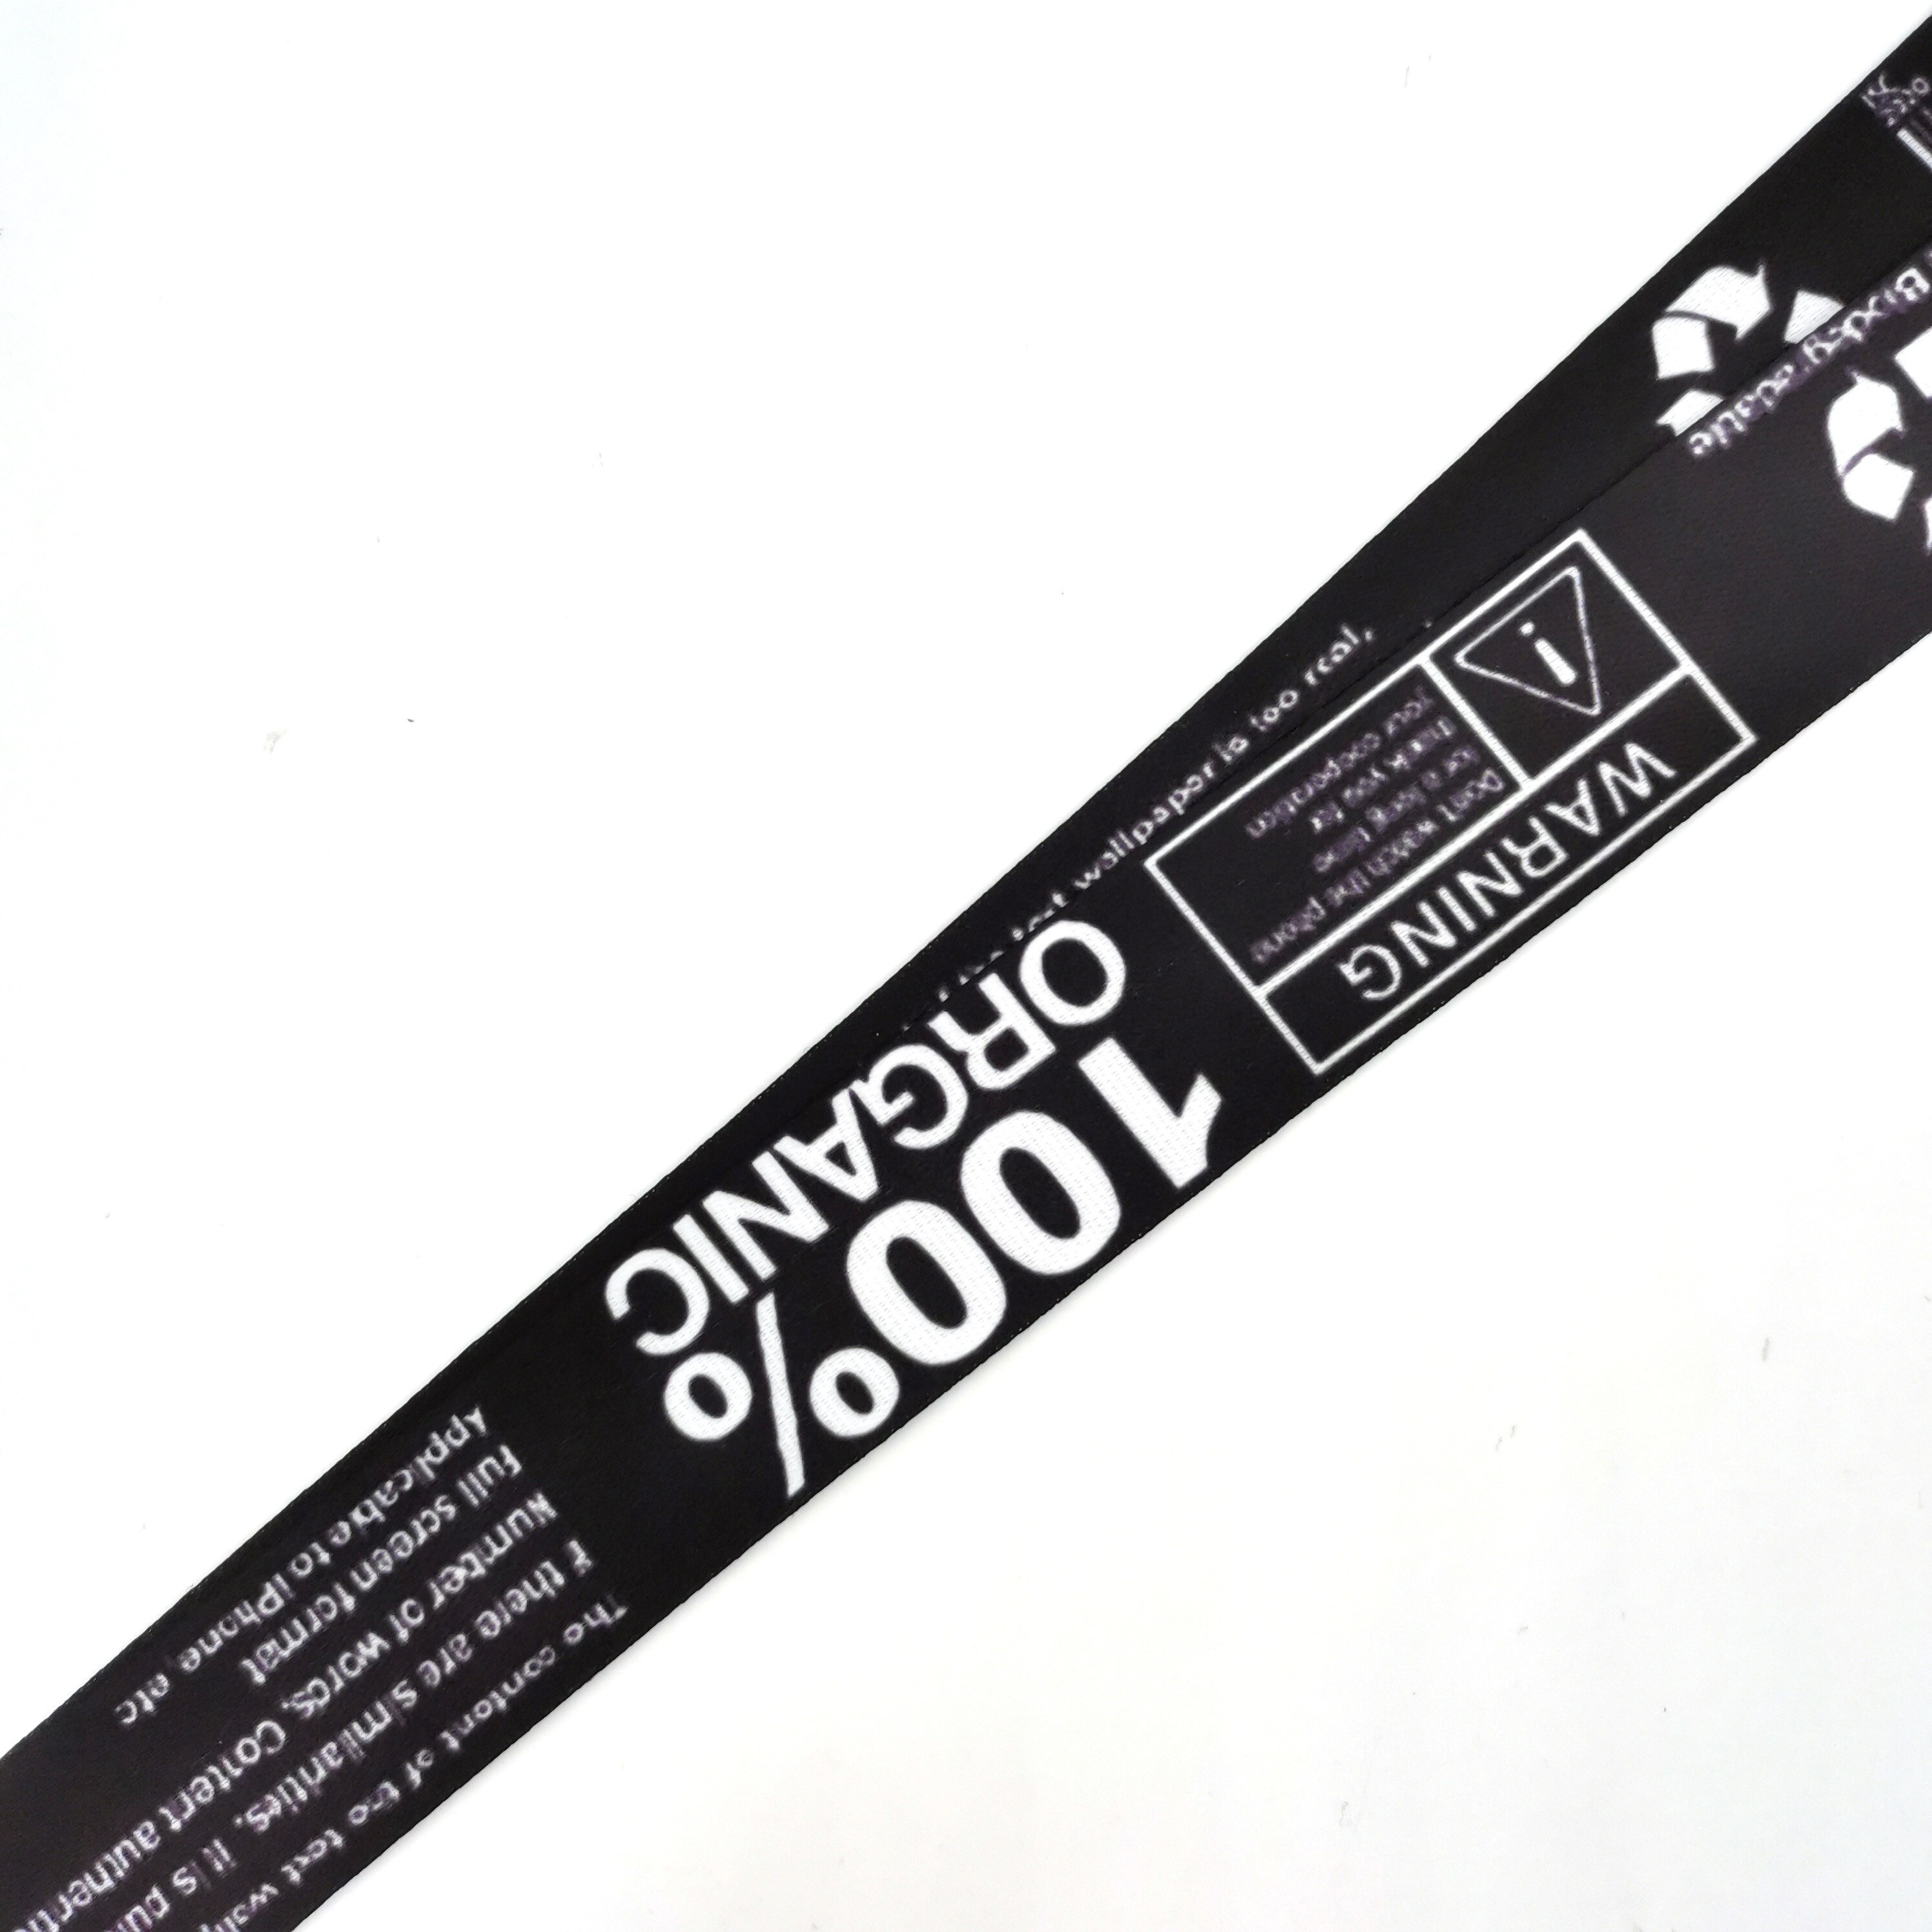 Biodegradable
WARNING
Don't watch the phone
for a long time
thank you for
your cooperation
100%
ORGANIC
text wallpaper is too real,
The content of the text
If there are similarities. It is
Number of words. Content
Full screen format
Applicable to iPhone, etc